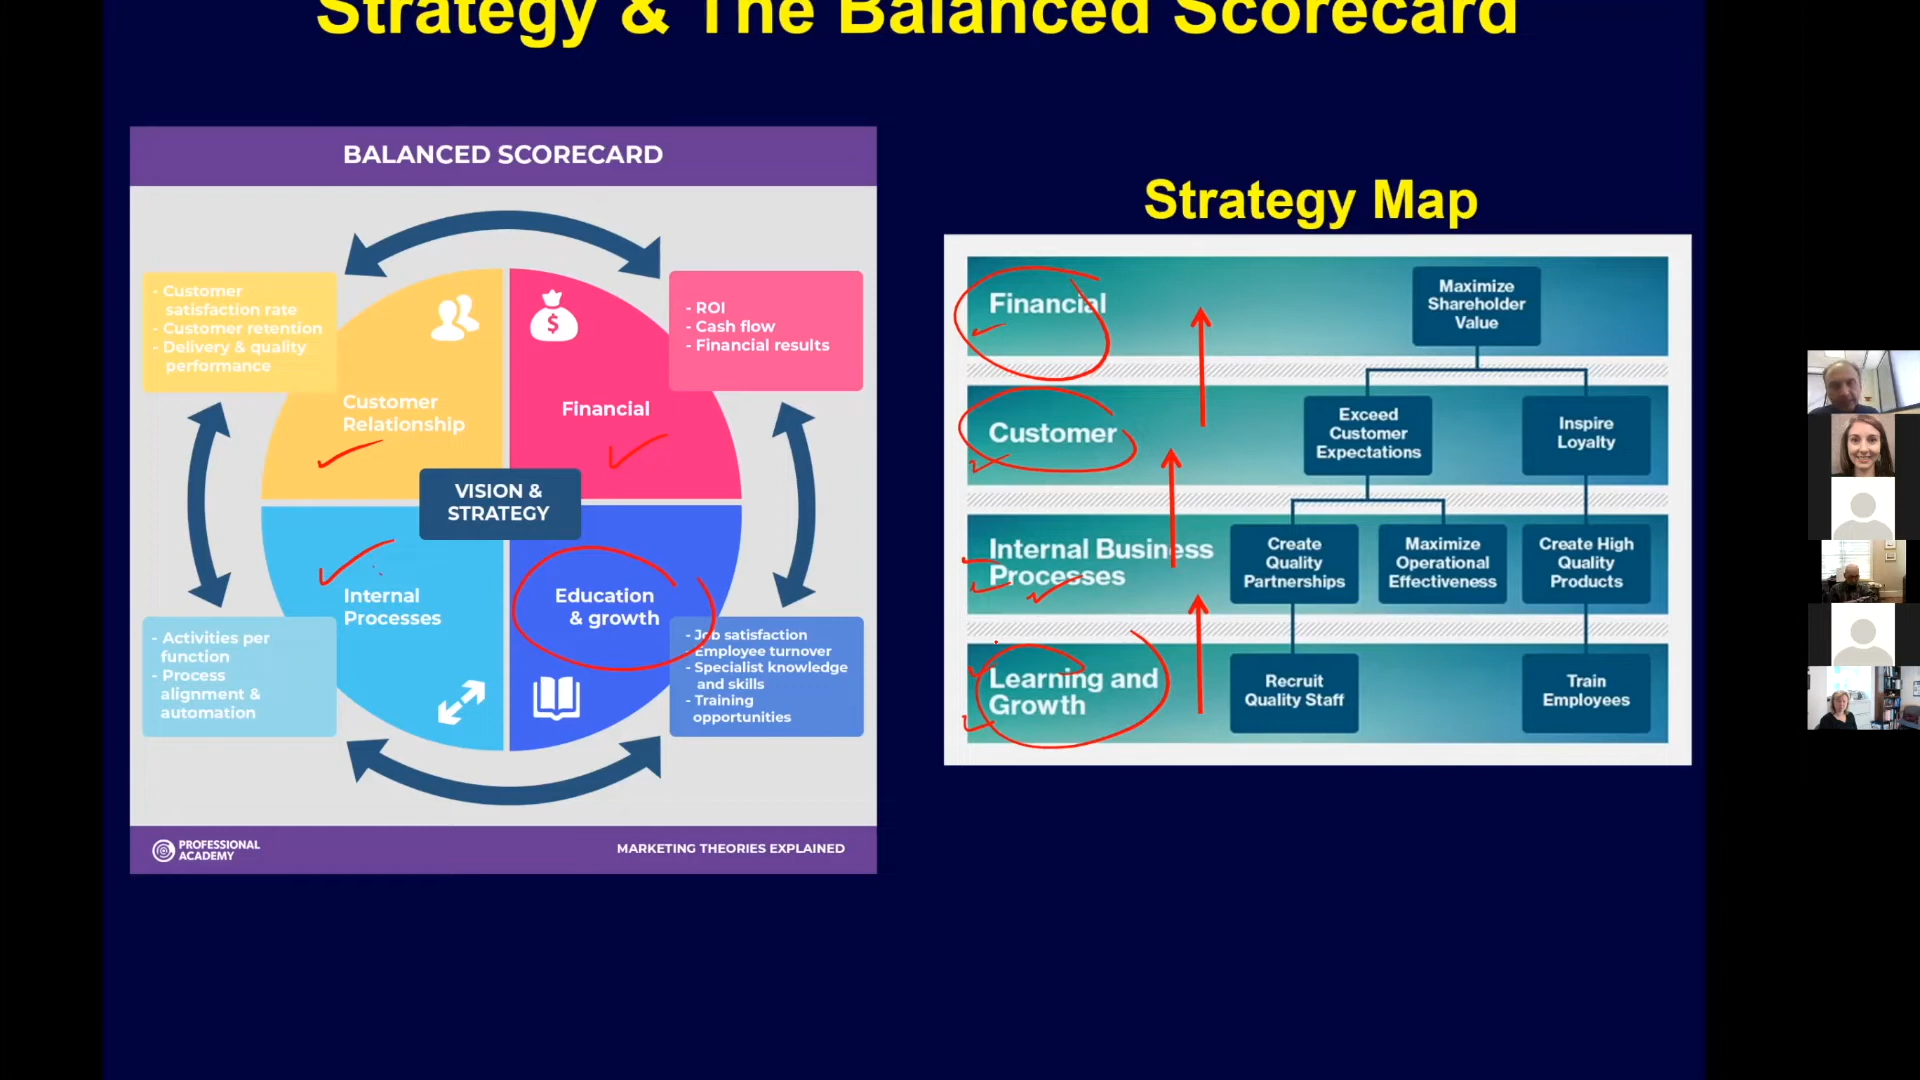 Strategy & The Balanced Scorecard
BALANCED SCORECARD
- Customer
satisfaction rate
- Customer retention
- Delivery & quality
performance
- ROI
- Cash flow
- Financial results
Customer
Relationship
Financial
VISION &
STRATEGY
Internal
Processes
Education
& growth
- Activities per
function
- Process
alignment &
automation
- Job satisfaction
- Employee turnover
- Specialist knowledge
and skills
- Training
opportunities
PROFESSIONAL
ACADEMY
MARKETING THEORIES EXPLAINED
Strategy Map
Financial
Maximize
Shareholder
Value
Customer
Exceed
Customer
Expectations
Inspire
Loyalty
Internal Business
Processes
Create
Quality
Partnerships
Maximize
Operational
Effectiveness
Create High
Quality
Products
Learning and
Growth
Recruit
Quality Staff
Train
Employees